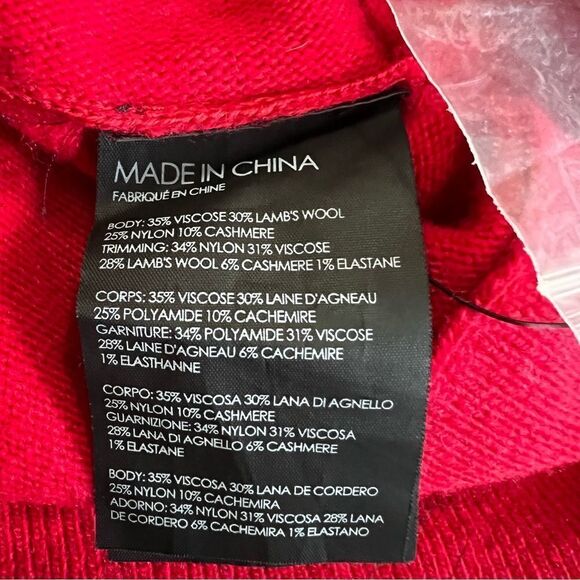 MADE IN CHINA
FABRIQUÉ EN CHINE
BODY: 35% VISCOSE 30% LAMB'S WOOL
25% NYLON 10% CASHMERE
TRIMMING: 34% NYLON 31% VISCOSE
28% LAMB'S WOOL 6% CASHMERE 1% ELASTANE
CORPS: 35% VISCOSE 30% LAINE D'AGNEAU
25% POLYAMIDE 10% CACHEMIRE
GARNITURE: 34% POLYAMIDE 31% VISCOSE
28% LAINE D'AGNEAU 6% CACHEMIRE
1% ELASTHANNE
CORPO: 35% VISCOSA 30% LANA DI AGNELLO
25% NYLON 10% CASHMERE
GUARNIZIONE: 34% NYLON 31% VISCOSA
28% LANA DI AGNELLO 6% CASHMERE
1% ELASTANE
BODY: 35% VISCOSA 30% LANA DE CORDERO
25% NYLON 10% CACHEMIRA
ADORNO: 34% NYLON 31% VISCOSA 28% LANA
DE CORDERO 6% CACHEMIRA 1% ELASTANO